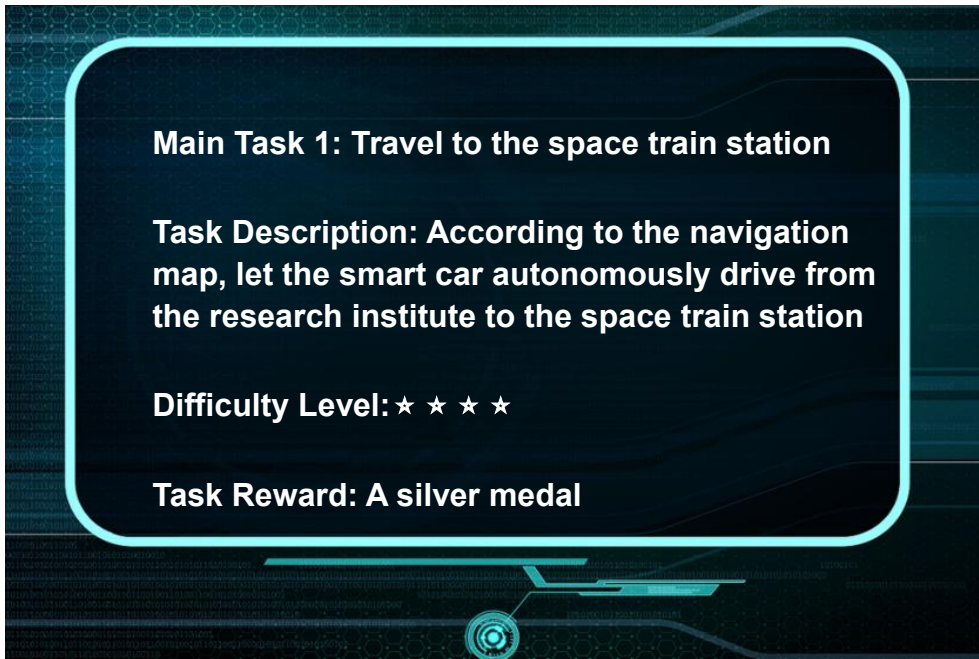 Main Task 1: Travel to the space train station
Task Description: According to the navigation
map, let the smart car autonomously drive from
the research institute to the space train station
Difficulty Level:★ ★ ★ ★
Task Reward: A silver medal